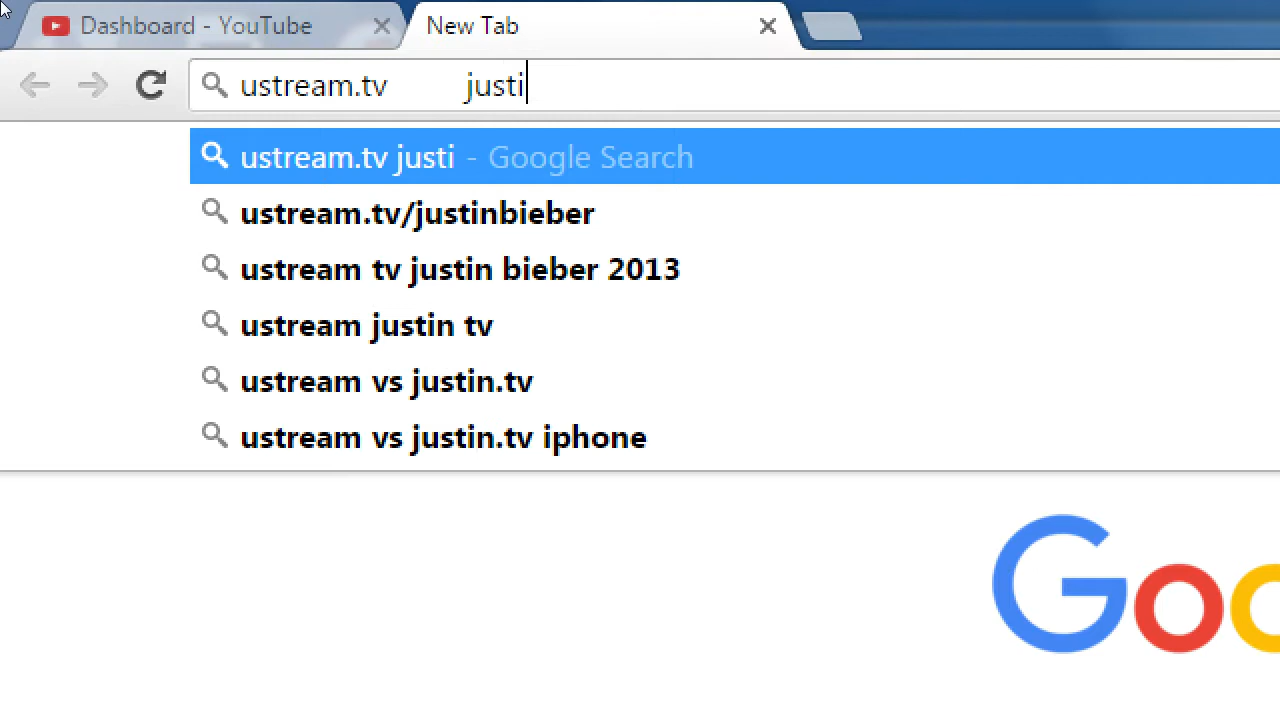 Dashboard - YouTube
New Tab
ustream.tv justi
ustream.tv justi - Google Search
ustream.tv/justinbieber
ustream tv justin bieber 2013
ustream justin tv
ustream vs justin.tv
ustream vs justin.tv iphone
Goo